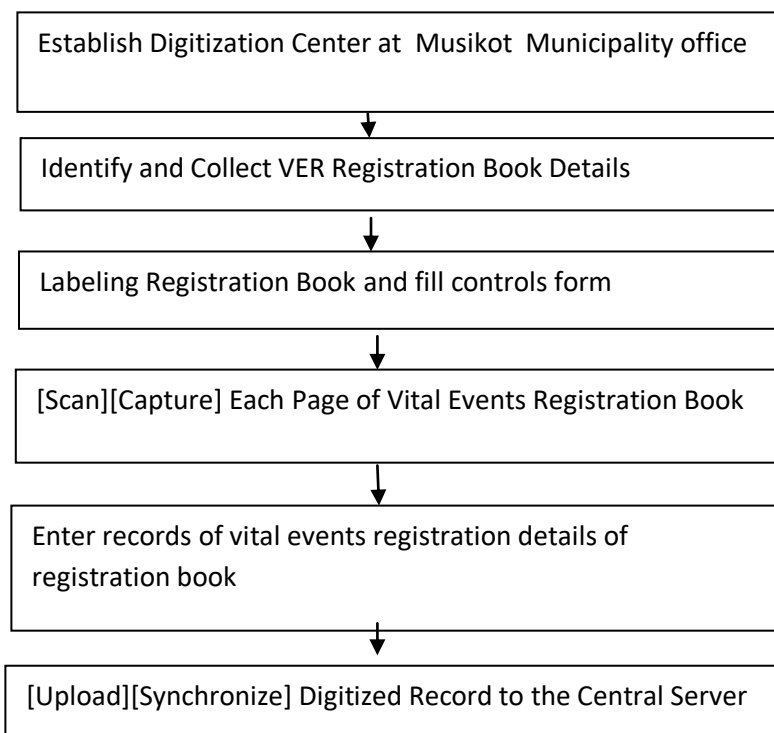 Establish Digitization Center at Musikot Municipality office
Identify and Collect VER Registration Book Details
Labeling Registration Book and fill controls form
[Scan][Capture] Each Page of Vital Events Registration Book
Enter records of vital events registration details of
registration book
[Upload][Synchronize] Digitized Record to the Central Server